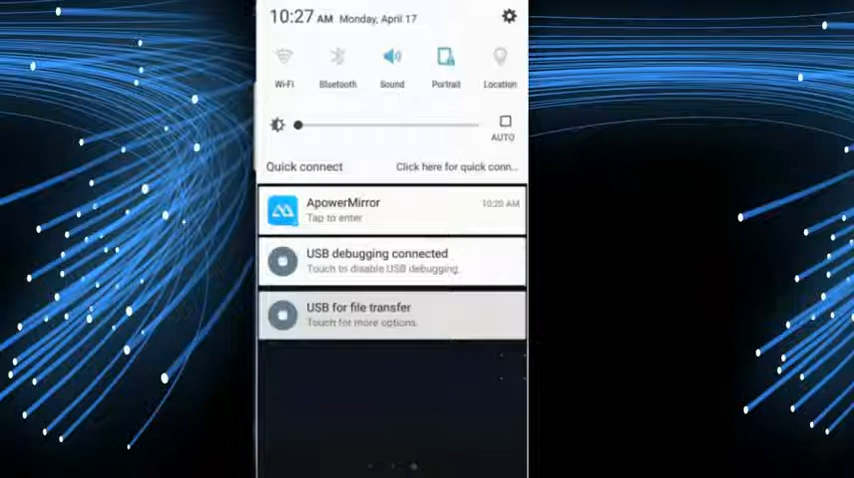 10:27 AM Monday, April 17
Wi-Fi Bluetooth Sound Portrait Location
AUTO
Quick connect Click here for quick conn...
ApowerMirror 10:20 AM
Tap to enter
USB debugging connected
Touch to disable USB debugging.
USB for file transfer
Touch for more options.